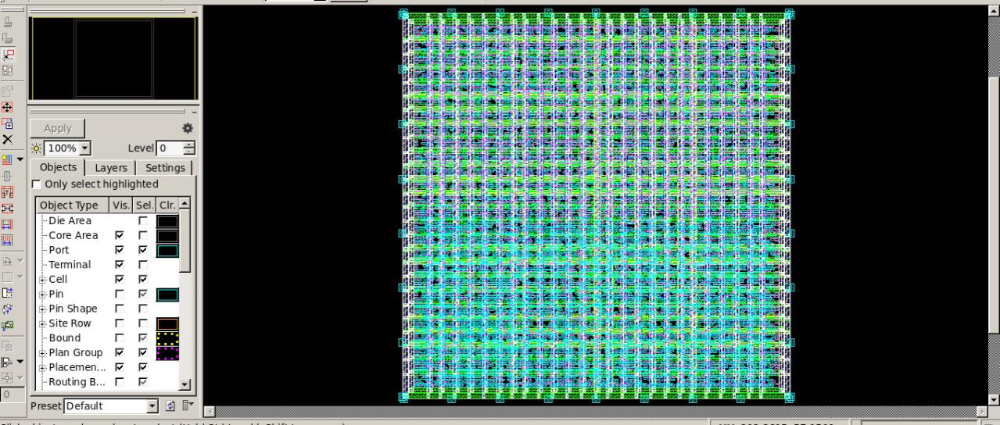 Apply
100% Level 0
Objects Layers Settings
Only select highlighted
Object Type Vis. Sel. Clr.
Die Area
Core Area
Port
Terminal
Cell
Pin
Pin Shape
Site Row
Bound
Plan Group
Placemen...
Routing B...
0
Preset Default